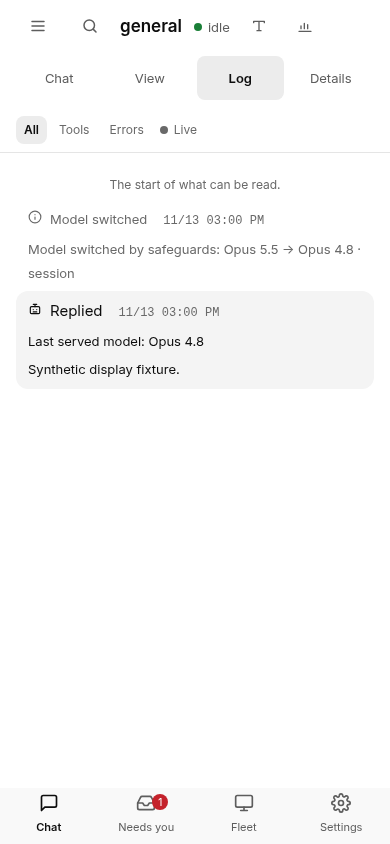 general idle
Chat View Log Details
All Tools Errors Live
The start of what can be read.
Model switched 11/13 03:00 PM
Model switched by safeguards: Opus 5.5 → Opus 4.8 ·
session
Replied 11/13 03:00 PM
Last served model: Opus 4.8
Synthetic display fixture.
1
Chat Needs you Fleet Settings